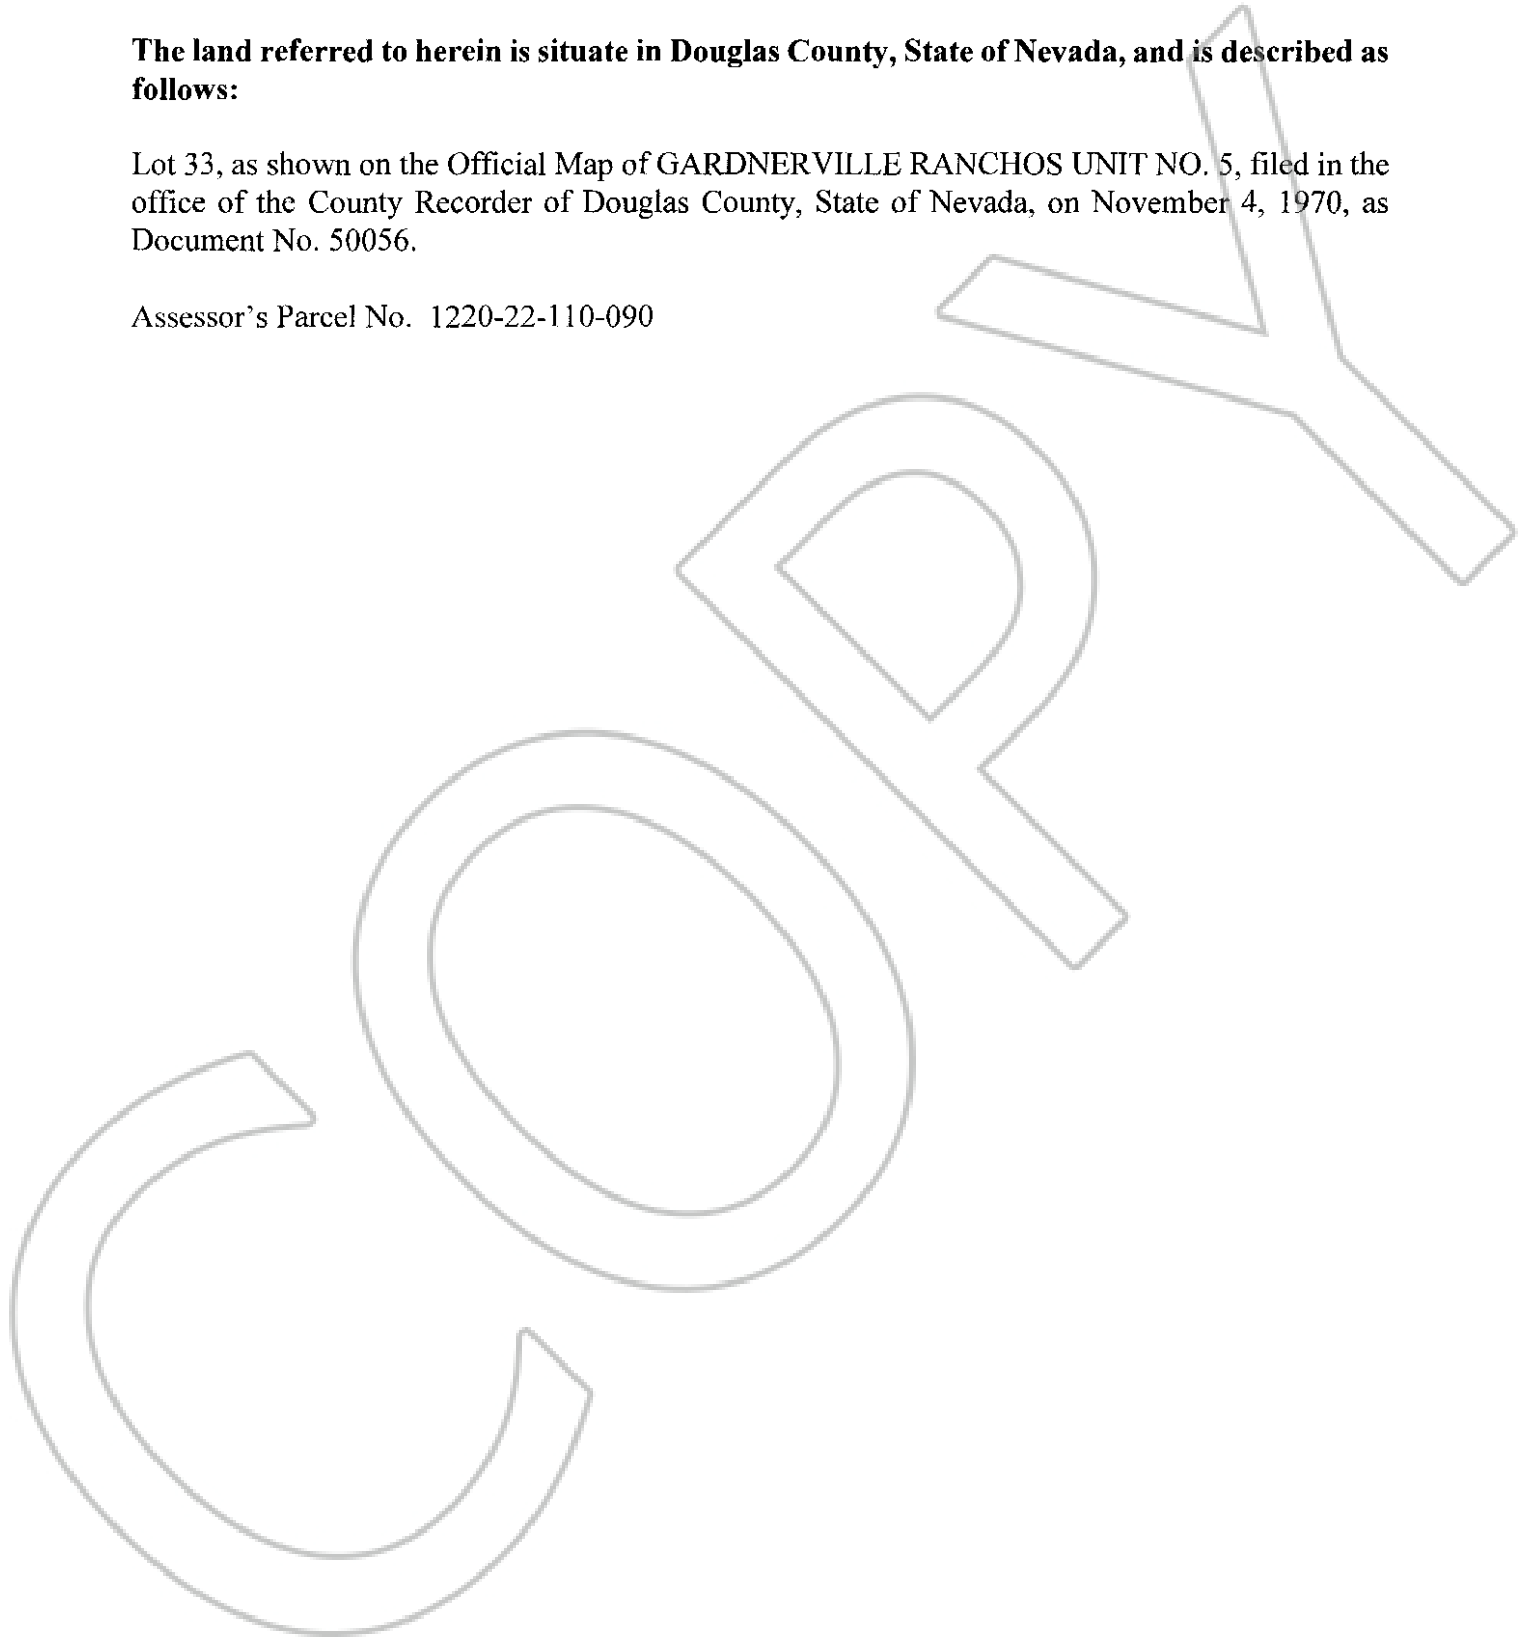 The land referred to herein is situate in Douglas County, State of Nevada, and is described as
follows:
Lot 33, as shown on the Official Map of GARDNERVILLE RANCHOS UNIT NO. 5, filed in the
office of the County Recorder of Douglas County, State of Nevada, on November 4, 1970, as
Document No. 50056.
Assessor's Parcel No. 1220-22-110-090
COPY